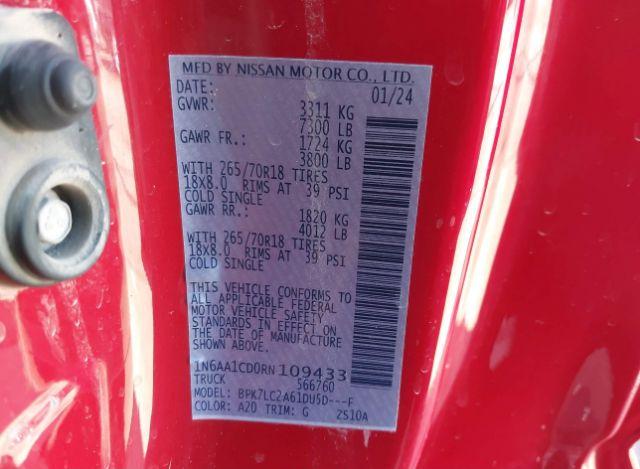 MFD BY NISSAN MOTOR CO., LTD.
DATE: 01/24
GVWR: 3311 KG
7300 LB
GAWR FR.: 1724 KG
3800 LB
WITH 265/70R18 TIRES
18X8.0 RIMS AT 39 PSI
COLD SINGLE
GAWR RR.: 1820 KG
4012 LB
WITH 265/70R18 TIRES
18X8.0 RIMS AT 39 PSI
COLD SINGLE
THIS VEHICLE CONFORMS TO
ALL APPLICABLE FEDERAL
MOTOR VEHICLE SAFETY
STANDARDS IN EFFECT ON
THE DATE OF MANUFACTURE
SHOWN ABOVE.
1N6AA1CD0RN109433
TRUCK 566760
MODEL: BPK7LC2A61DU5D---F
COLOR: A20 TRIM: G 2S10A